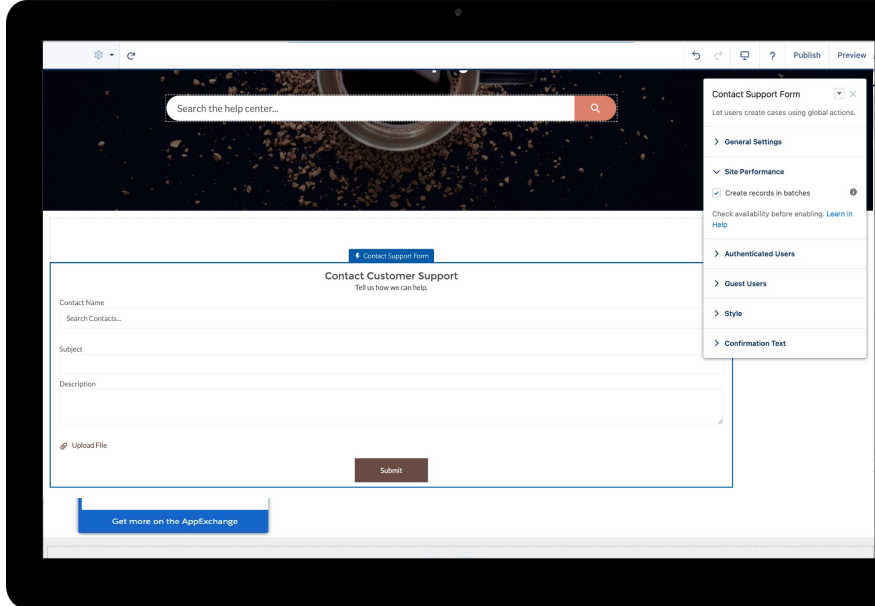 Publish
Preview
Search the help center...
Contact Support Form
Let users create cases using global actions.
General Settings
Site Performance
Create records in batches
Check availability before enabling. Learn in
Help
Authenticated Users
Guest Users
Style
Confirmation Text
Contact Support Form
Contact Customer Support
Tell us how we can help.
Contact Name
Search Contacts...
Subject
Description
Upload File
Submit
Get more on the AppExchange